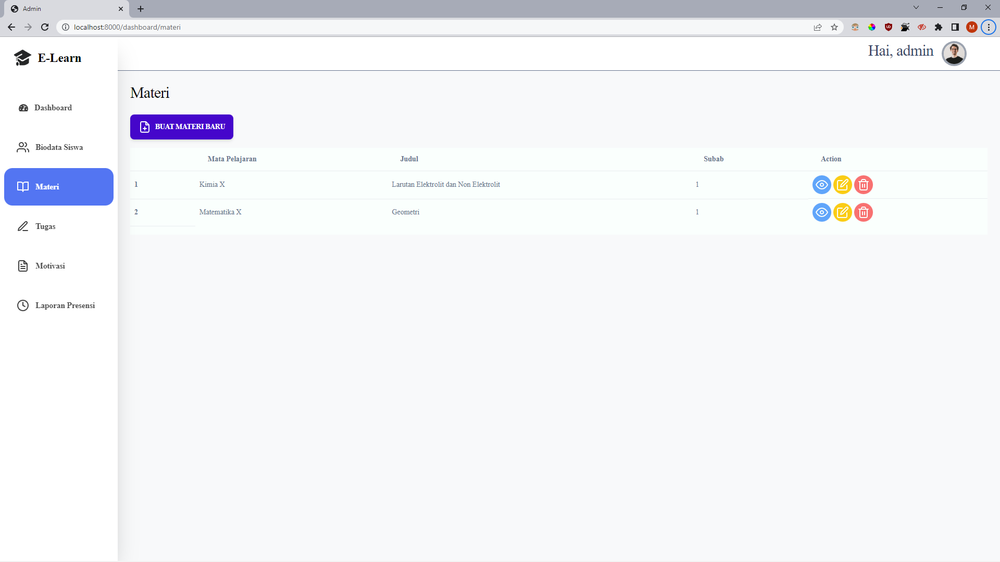 Admin
localhost:8000/dashboard/materi
M
E-Learn
Hai, admin
Dashboard
Biodata Siswa
Materi
Tugas
Motivasi
Laporan Presensi
Materi
BUAT MATERI BARU
Mata Pelajaran Judul Subab Action
1 Kimia X Larutan Elektrolit dan Non Elektrolit 1
2 Matematika X Geometri 1